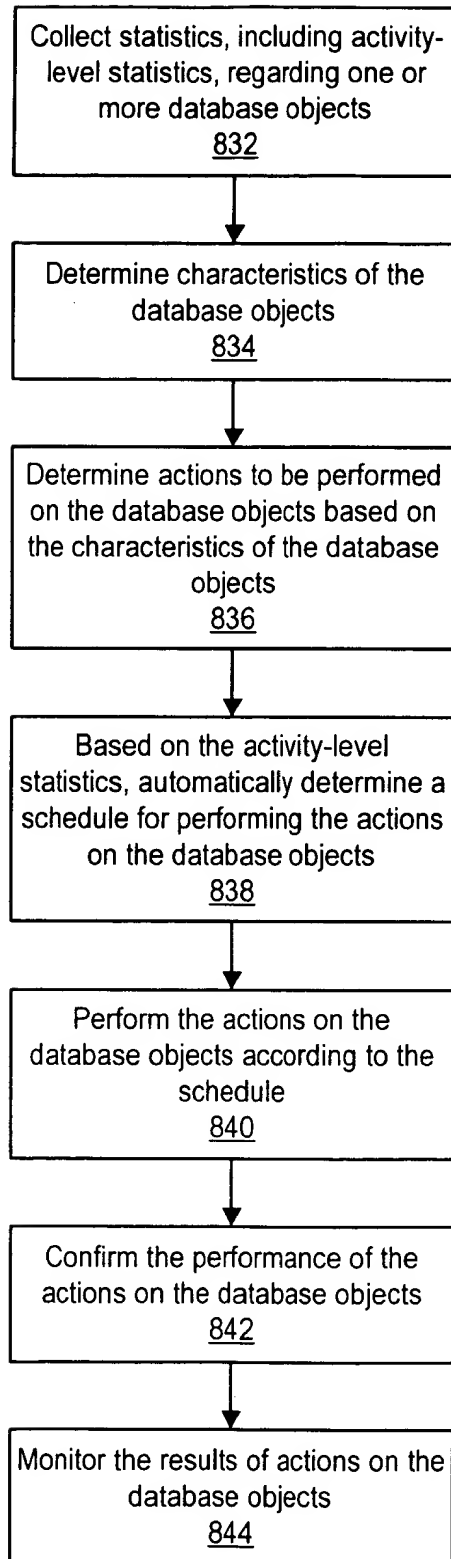 Collect statistics, including activity-
level statistics, regarding one or
more database objects
832
Determine characteristics of the
database objects
834
Determine actions to be performed
on the database objects based on
the characteristics of the database
objects
836
Based on the activity-level
statistics, automatically determine a
schedule for performing the actions
on the database objects
838
Perform the actions on the
database objects according to the
schedule
840
Confirm the performance of the
actions on the database objects
842
Monitor the results of actions on the
database objects
844